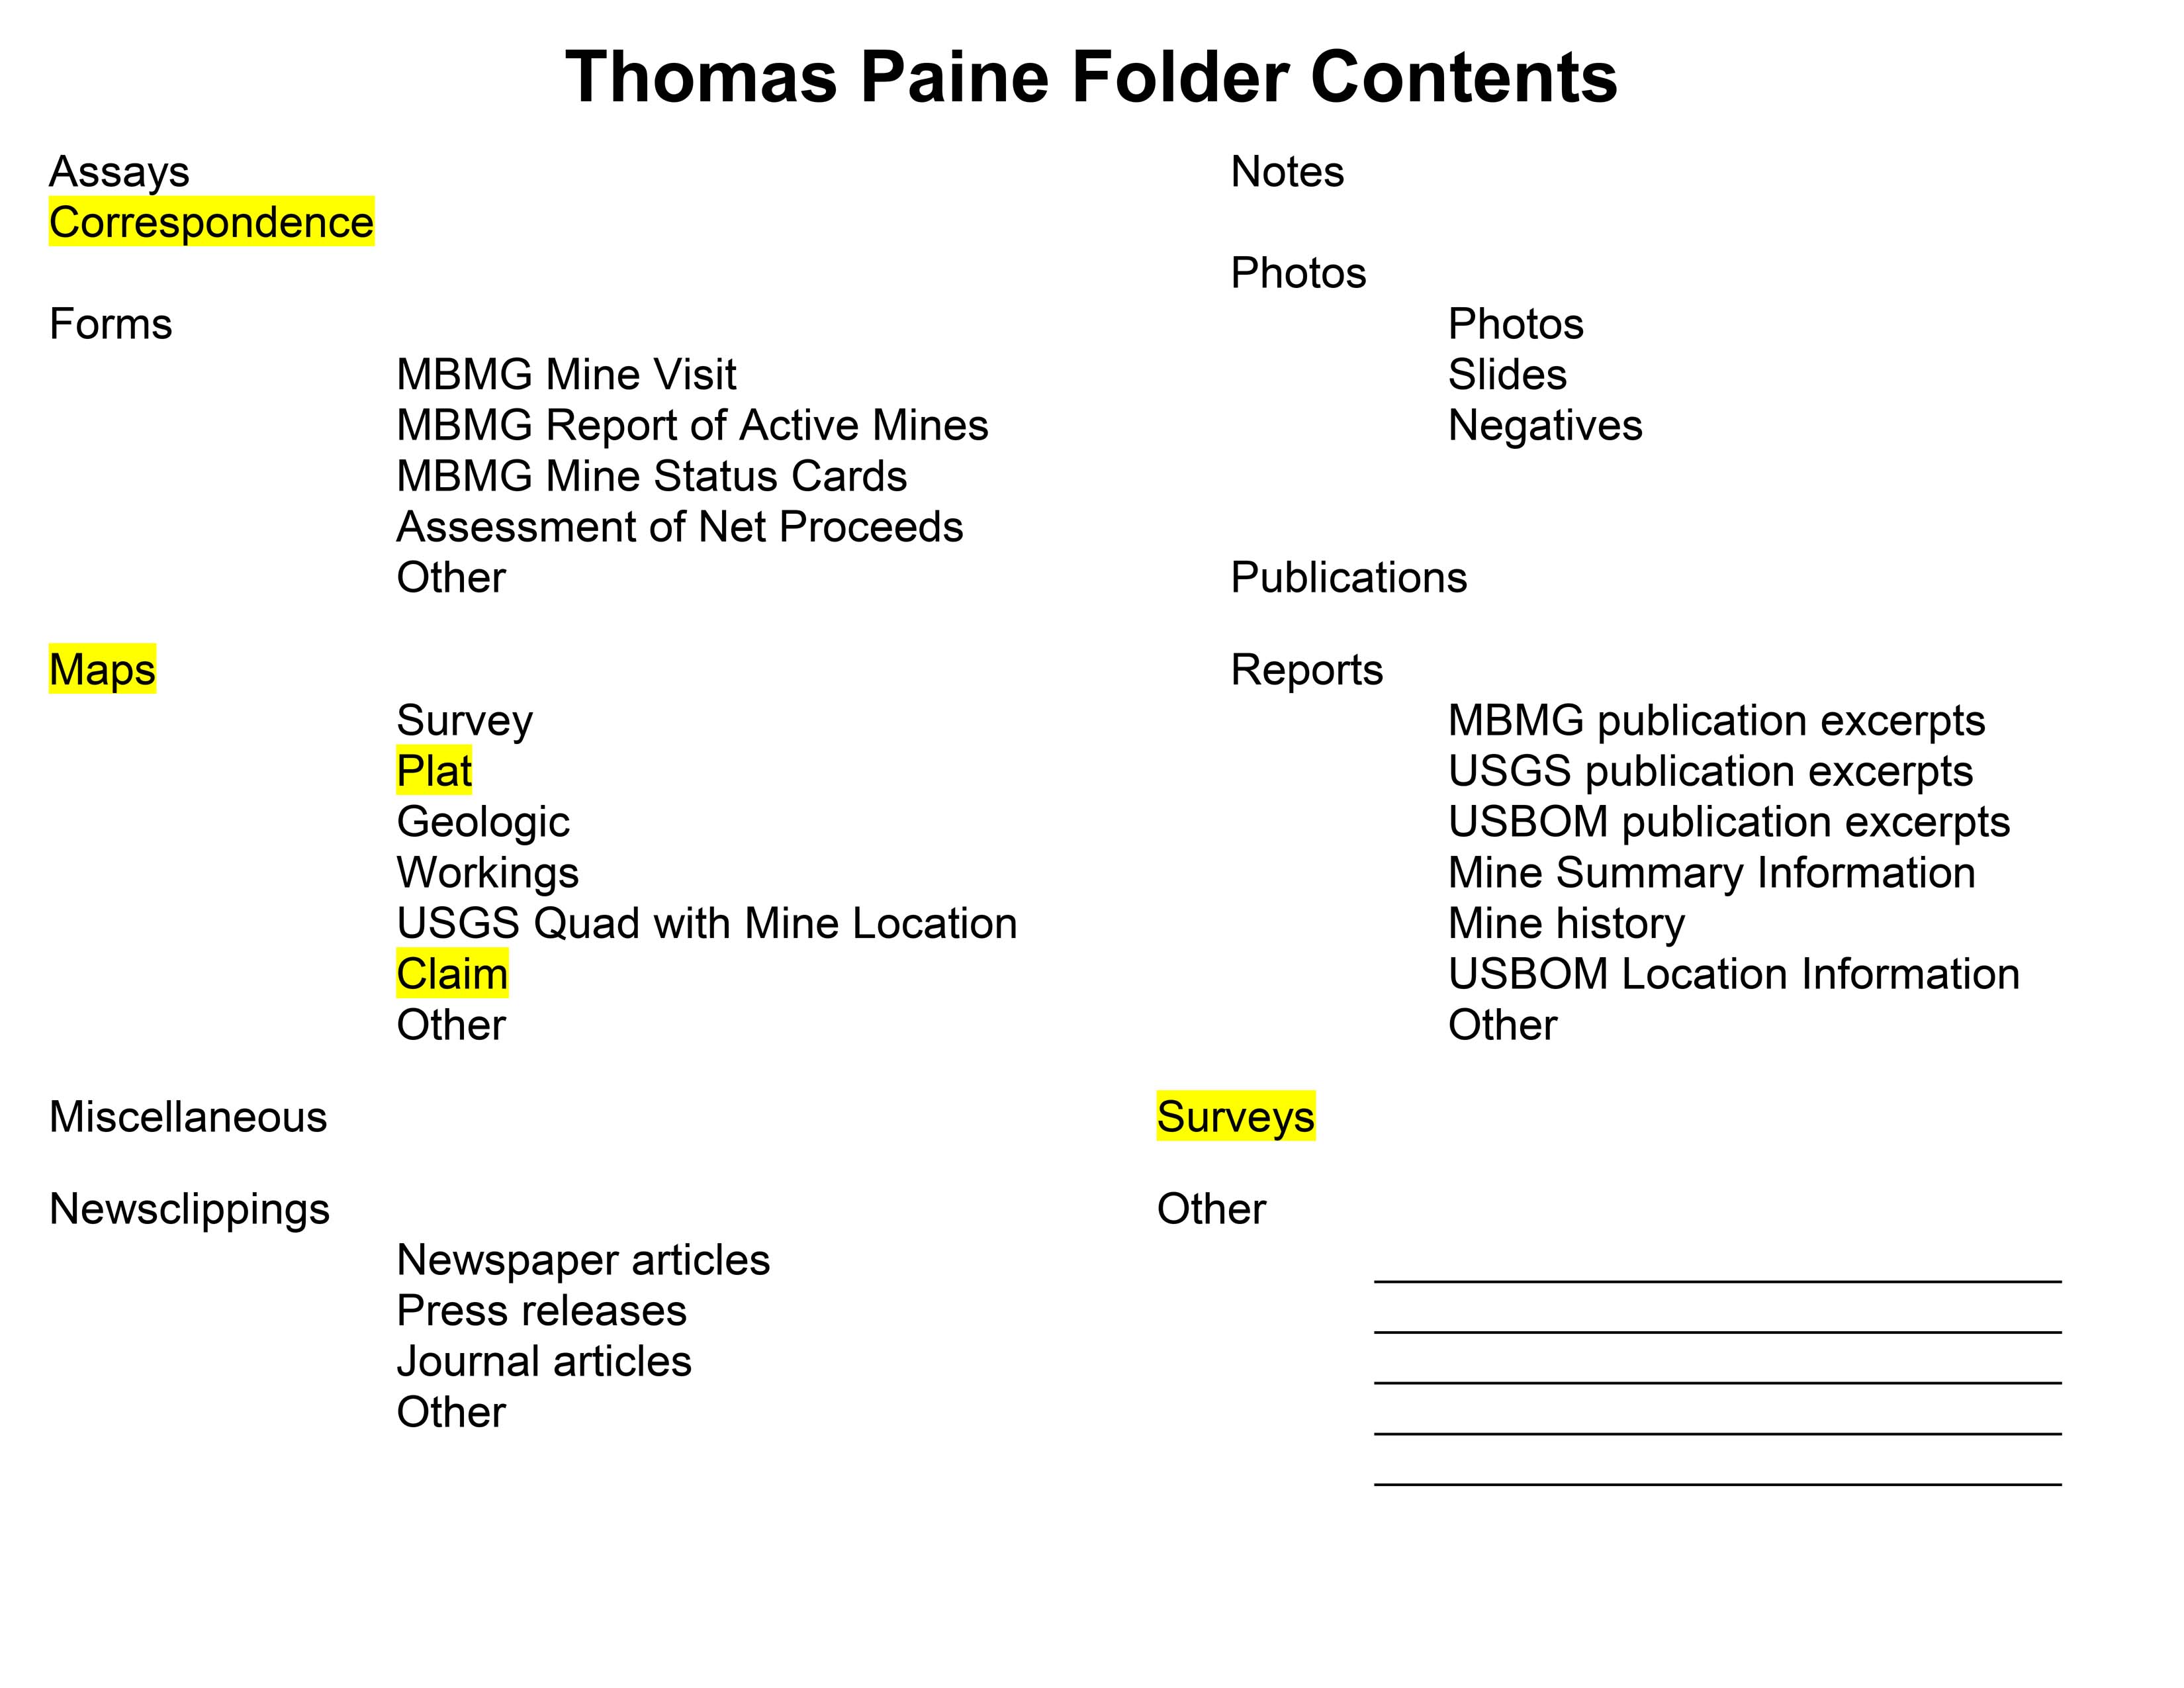 Thomas Paine Folder Contents
Assays
Correspondence
Forms
MBMG Mine Visit
MBMG Report of Active Mines
MBMG Mine Status Cards
Assessment of Net Proceeds
Other
Maps
Survey
Plat
Geologic
Workings
USGS Quad with Mine Location
Claim
Other
Miscellaneous
Newsclippings
Newspaper articles
Press releases
Journal articles
Other
Notes
Photos
Photos
Slides
Negatives
Publications
Reports
MBMG publication excerpts
USGS publication excerpts
USBOM publication excerpts
Mine Summary Information
Mine history
USBOM Location Information
Other
Surveys
Other